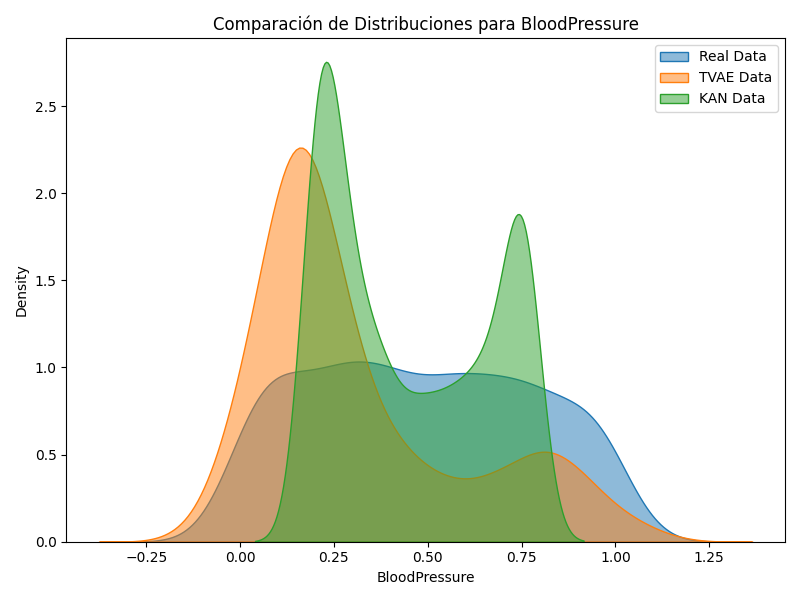 Comparación de Distribuciones para BloodPressure
Real Data
TVAE Data
KAN Data
2.5
2.0
1.5
1.0
0.5
0.0
Density
−0.25 0.00 0.25 0.50 0.75 1.00 1.25
BloodPressure